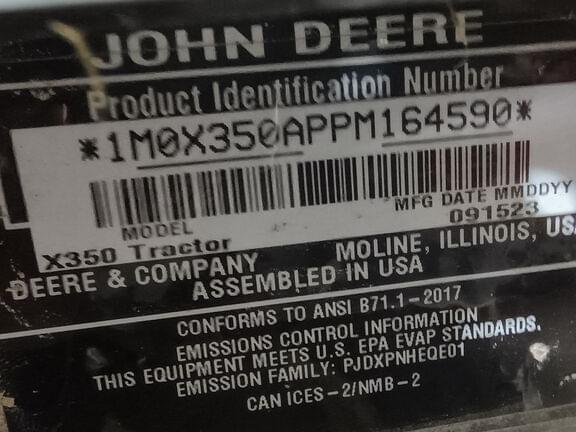 JOHN DEERE
Product Identification Number
*1M0X350APPM164590*
MFG DATE MMDDYY
MODEL 091523
X350 Tractor
DEERE & COMPANY MOLINE, ILLINOIS, US
ASSEMBLED IN USA
CONFORMS TO ANSI B71.1-2017
EMISSIONS CONTROL INFORMATION
THIS EQUIPMENT MEETS U.S. EPA EVAP STANDARDS.
EMISSION FAMILY: PJDXPNHEQE01
CAN ICES-2/NMB-2